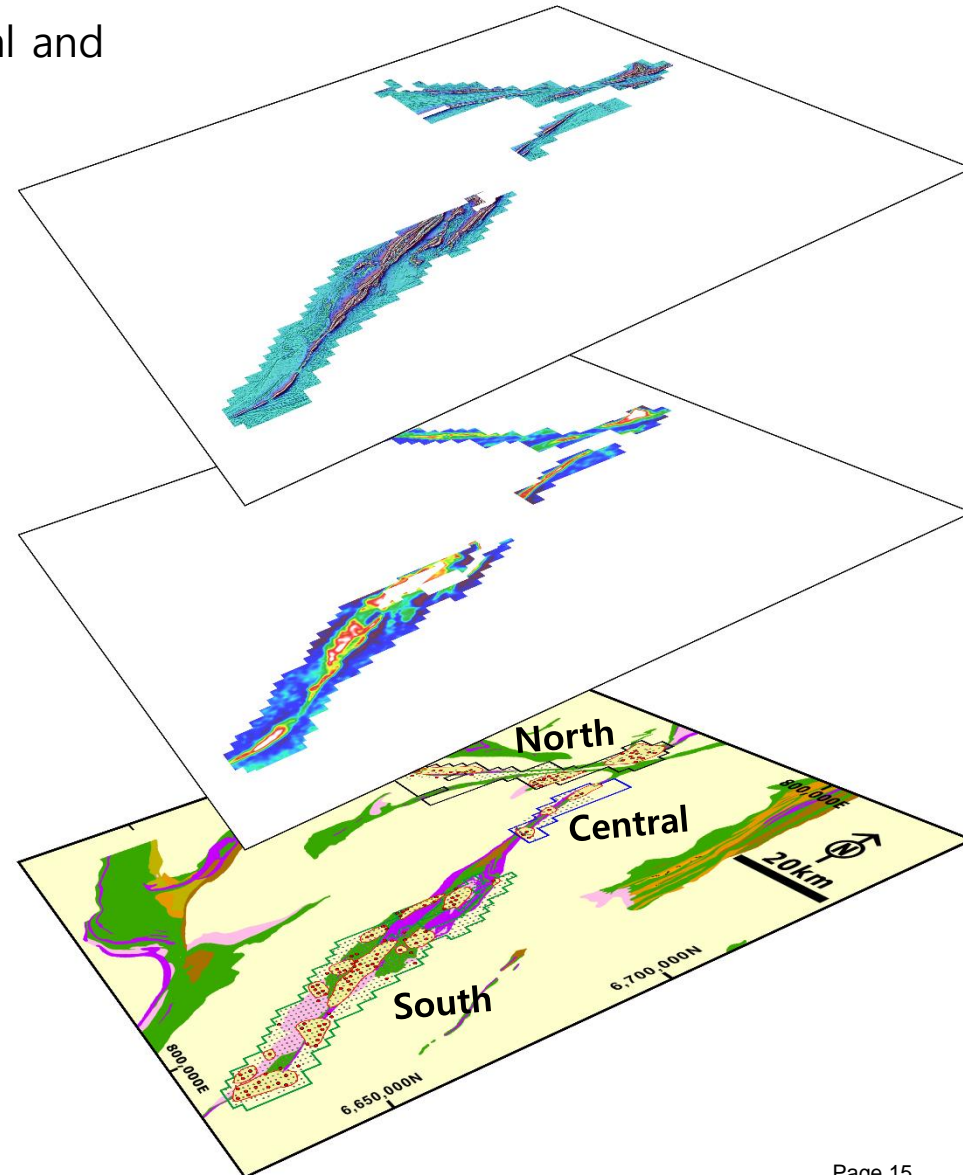 al and
North
Central
South
800,000E
N
20km
6,700,000N
800,000E
6,650,000N
Page 15